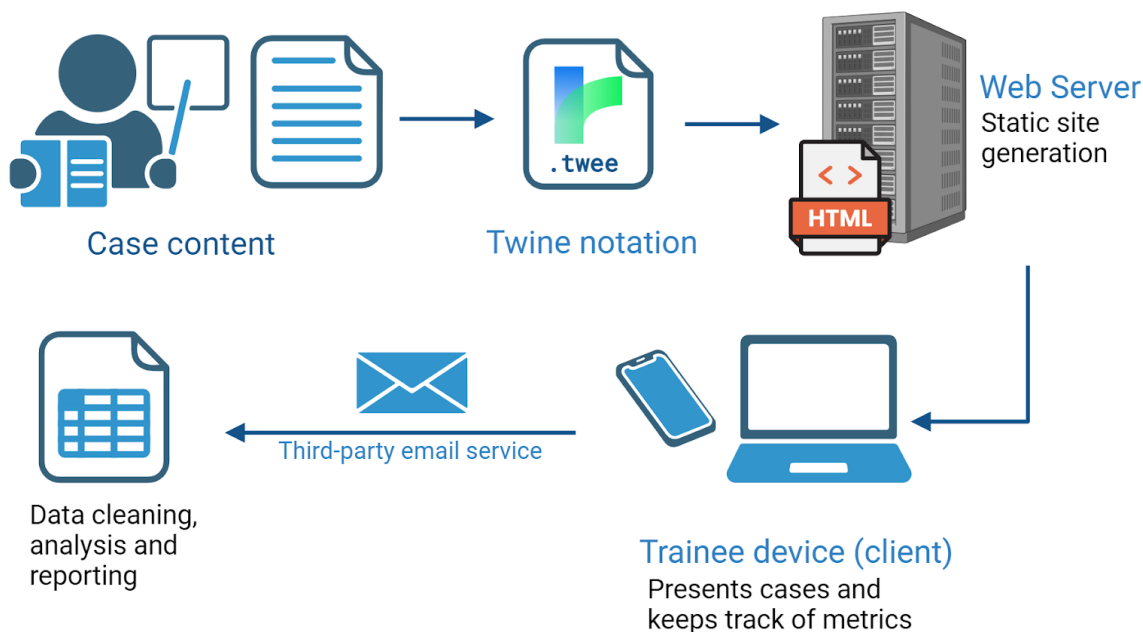 .twee
Web Server
Static site
generation
HTML
Case content
Twine notation
Third-party email service
Data cleaning,
analysis and
reporting
Trainee device (client)
Presents cases and
keeps track of metrics